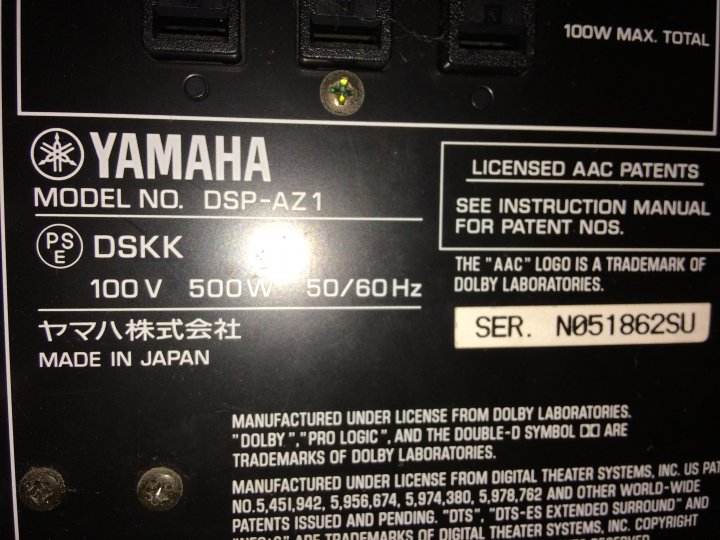 100W MAX. TOTAL
YAMAHA
MODEL NO. DSP-AZ1
PSE DSKK
100V 500W 50/60Hz
ヤマハ株式会社
MADE IN JAPAN
LICENSED AAC PATENTS
SEE INSTRUCTION MANUAL
FOR PATENT NOS.
THE "AAC" LOGO IS A TRADEMARK OF
DOLBY LABORATORIES.
SER. N051862SU
MANUFACTURED UNDER LICENSE FROM DOLBY LABORATORIES.
"DOLBY", "PRO LOGIC", AND THE DOUBLE-D SYMBOL ARE
TRADEMARKS OF DOLBY LABORATORIES.
MANUFACTURED UNDER LICENSE FROM DIGITAL THEATER SYSTEMS, INC. US PAT
NO.5,451,942, 5,956,674, 5,974,380, 5,978,762 AND OTHER WORLD-WIDE
PATENTS ISSUED AND PENDING. "DTS", "DTS-ES EXTENDED SURROUND" AND
ARE TRADEMARKS OF DIGITAL THEATER SYSTEMS, INC. COPYRIGHT